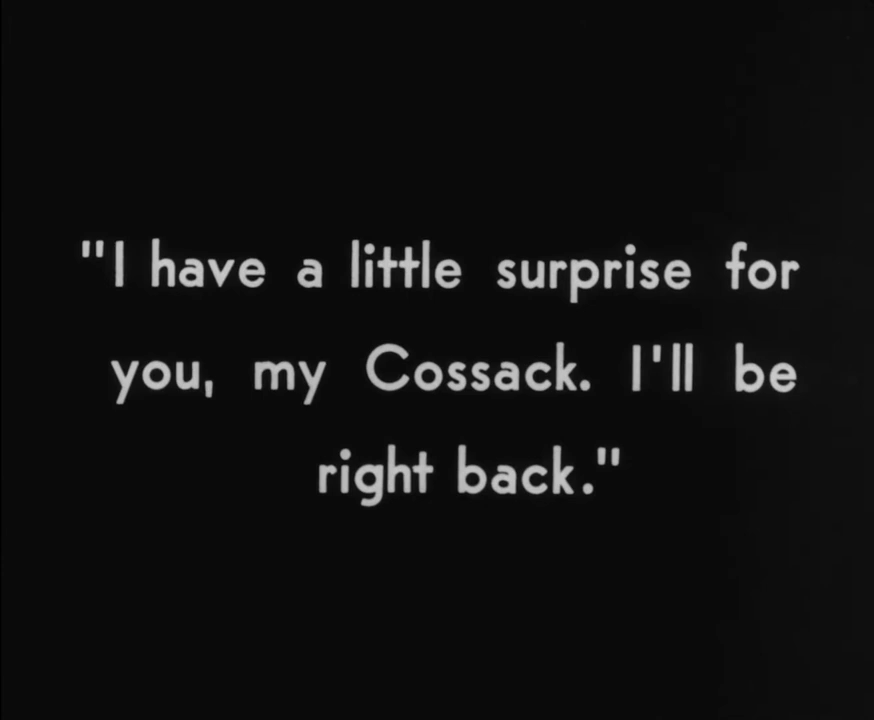 "I have a little surprise for
you, my Cossack. I'll be
right back."